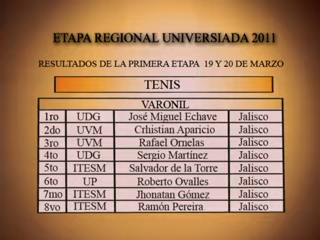 ETAPA REGIONAL UNIVERSIADA 2011
RESULTADOS DE LA PRIMERA ETAPA 19 Y 20 DE MARZO
TENIS
VARONIL
1ro UDG José Miguel Echave Jalisco
2do UVM Crhistian Aparicio Jalisco
3ro UVM Rafael Ornelas Jalisco
4to UDG Sergio Martínez Jalisco
5to ITESM Salvador de la Torre Jalisco
6to UP Roberto Ovalles Jalisco
7mo ITESM Jhonatan Gómez Jalisco
8vo ITESM Ramón Pereira Jalisco